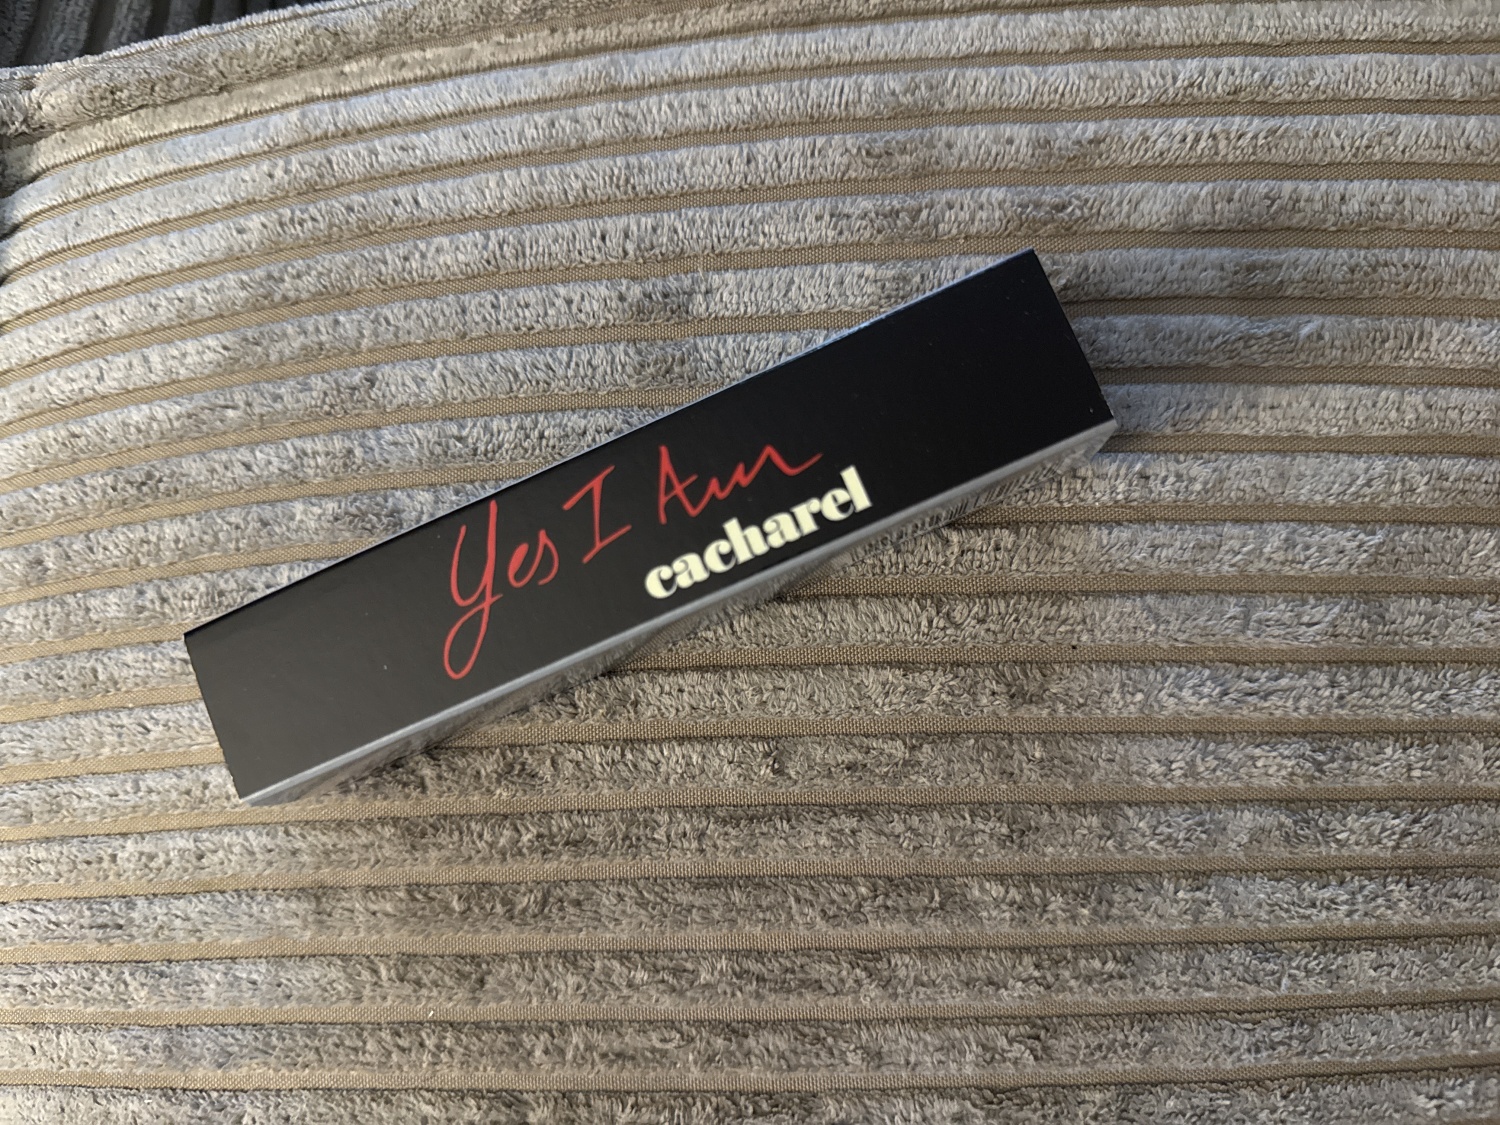 Yes I Am
cacharel